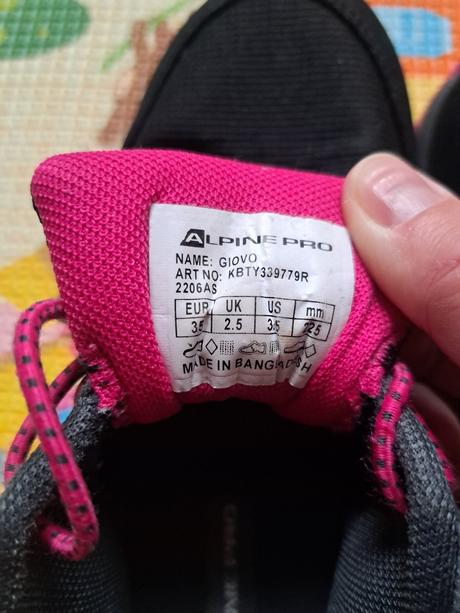 ALPINE PRO
NAME: GIOVO
ART NO: KBTY339779R
2206AS
EUR UK US mm
35 2.5 3.5 225
MADE IN BANGLADESH